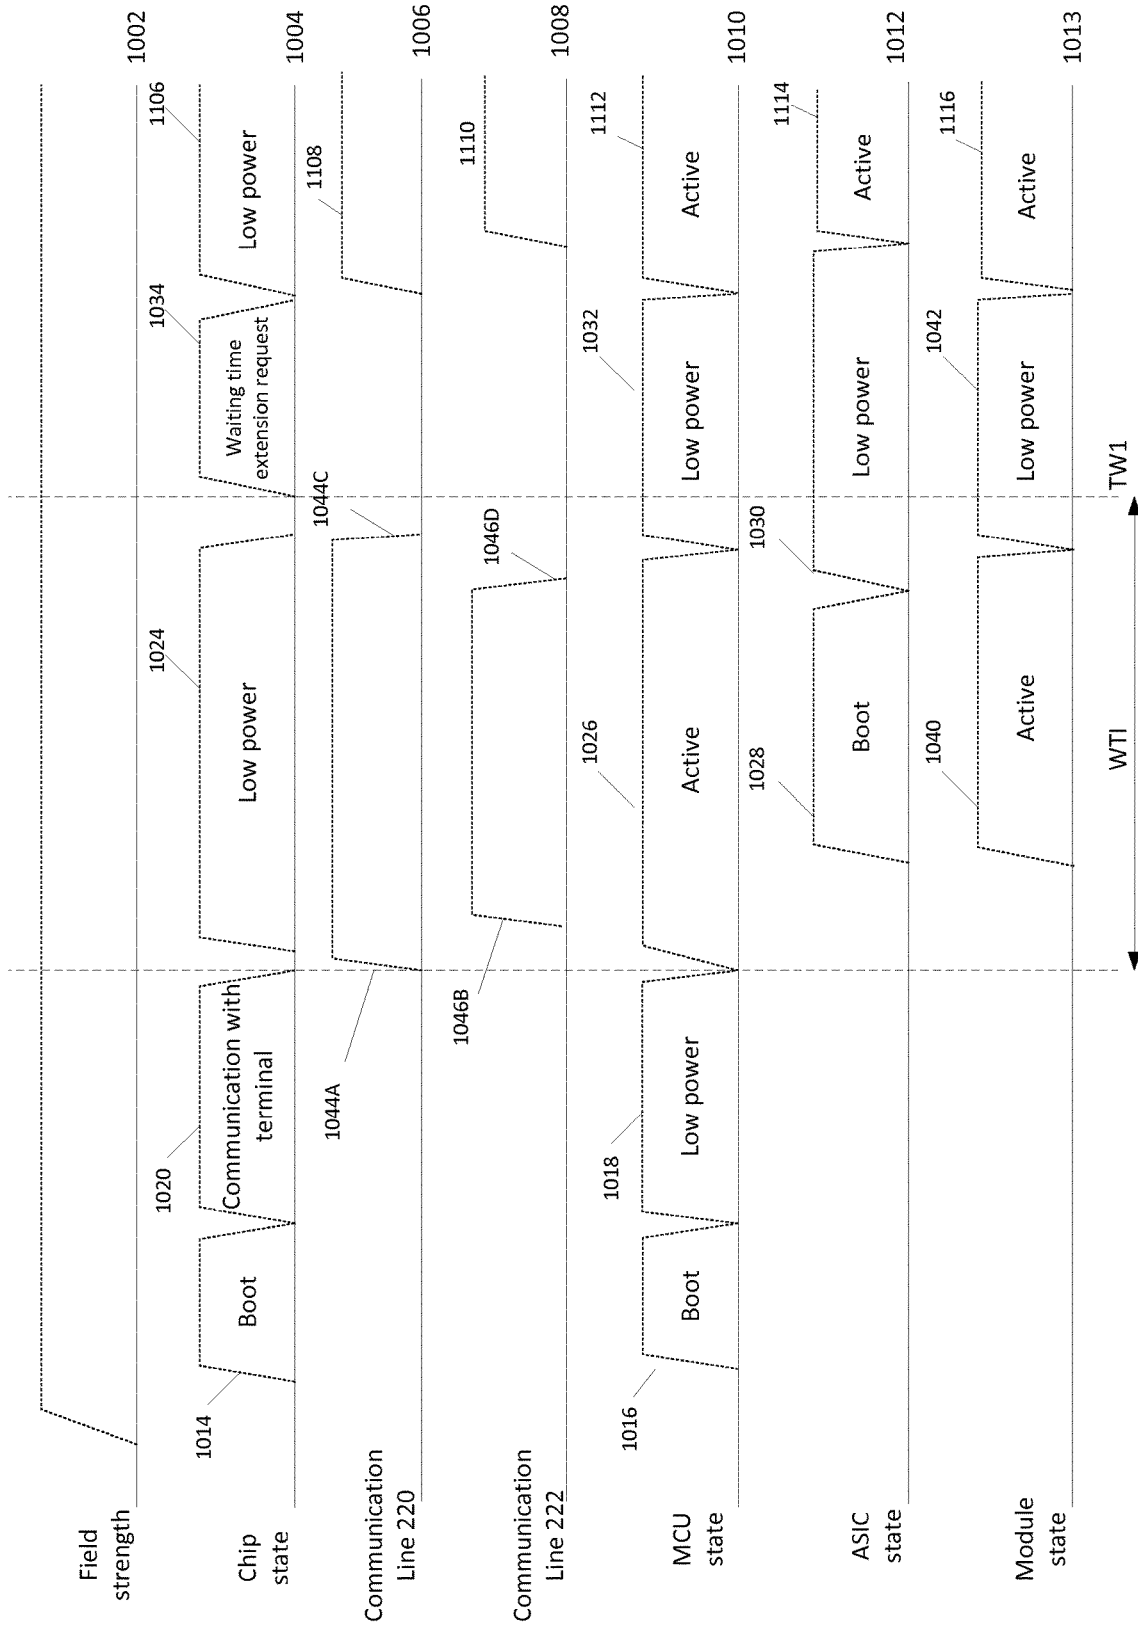 Field
strength
1002
Chip
state
1014
Boot
1020
Communication with
terminal
1024
Low power
1034
Waiting time
extension request
1106
Low power
1004
Communication
Line 220
1044A
1044C
1108
1006
Communication
Line 222
1046B
1046D
1110
1008
MCU
state
1016
Boot
1018
Low power
1026
Active
1032
Low power
1112
Active
1010
ASIC
state
1028
Boot
1030
Low power
1114
Active
1012
Module
state
1040
Active
1042
Low power
1116
Active
1013
WTI
TW1